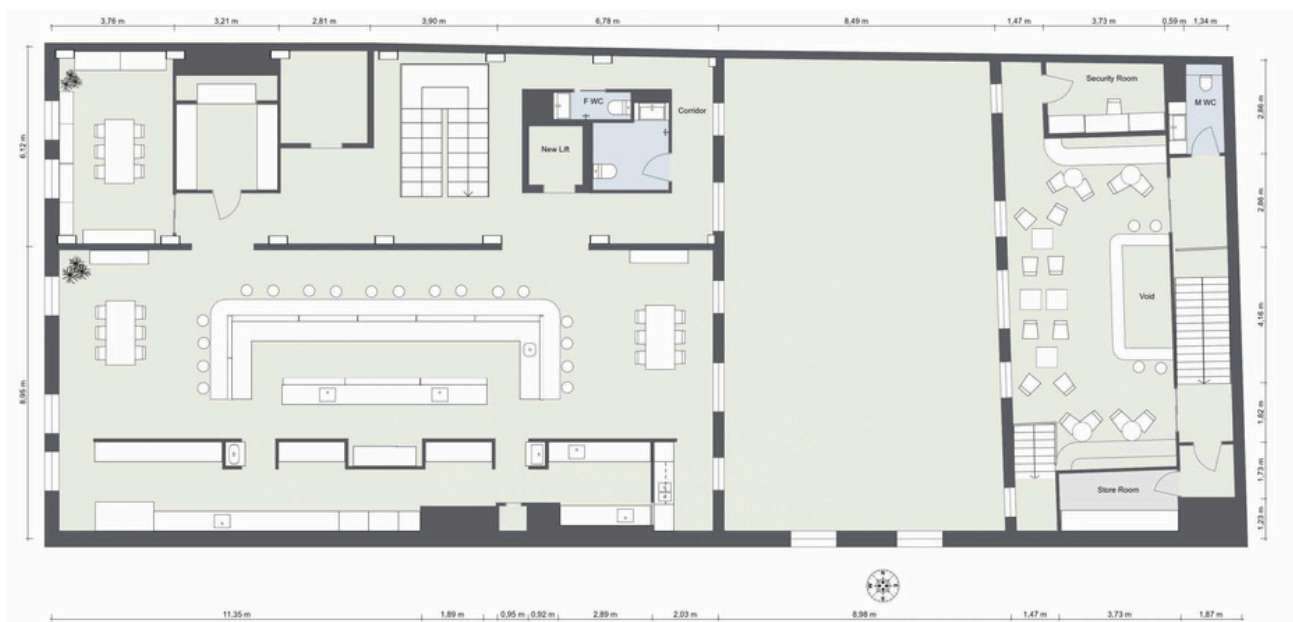 3,76 m 3,21 m 2,81 m 3,90 m 6,78 m 8,49 m 1,47 m 3,73 m 0,59 m 1,34 m
Security Room
F WC
M WC
Corridor
New Lift
6,12 m
8,95 m
2,66 m
2,86 m
4,16 m
1,62 m
1,73 m
1,23 m
Void
Store Room
N
11,35 m 1,89 m 0,95 m 0,92 m 2,89 m 2,03 m 8,98 m 1,47 m 3,73 m 1,87 m